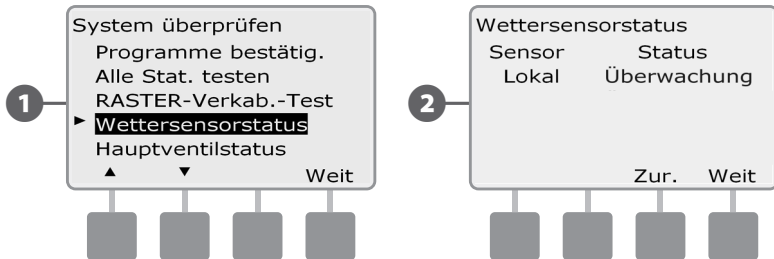 1
System überprüfen
Programme bestätig.
Alle Stat. testen
RASTER-Verkab.-Test
Wettersensorstatus
Hauptventilstatus
Weit
2
Wettersensorstatus
Sensor Status
Lokal Überwachung
Zur. Weit